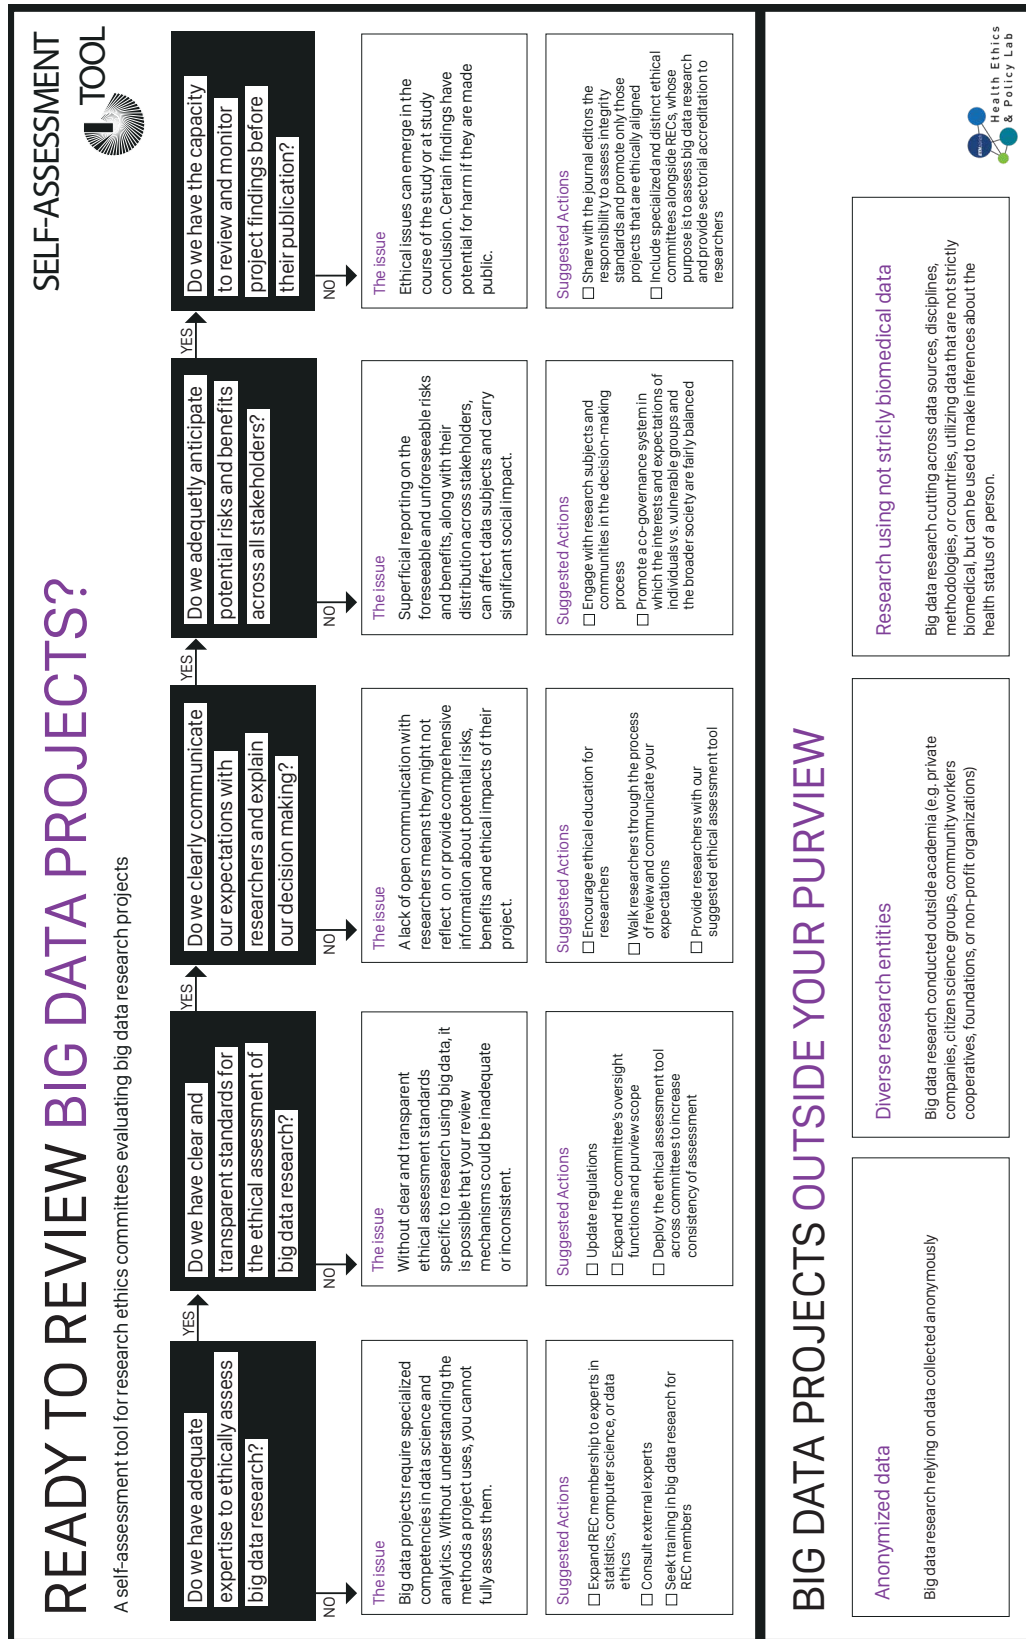 READY TO REVIEW BIG DATA PROJECTS?
A self-assessment tool for research ethics committees evaluating big data research projects
SELF-ASSESSMENT
TOOL
Do we have adequate
expertise to ethically assess
big data research?
YES
NO
The issue
Big data projects require specialized
competencies in data science and
analytics. Without understanding the
methods a project uses, you cannot
fully assess them.
Suggested Actions
☐ Expand REC membership to experts in
statistics, computer science, or data
ethics
☐ Consult external experts
☐ Seek training in big data research for
REC members
Do we have clear and
transparent standards for
the ethical assessment of
big data research?
YES
NO
The issue
Without clear and transparent
ethical assessment standards
specific to research using big data, it
is possible that your review
mechanisms could be inadequate
or inconsistent.
Suggested Actions
☐ Update regulations
☐ Expand the committee's oversight
functions and purview scope
☐ Deploy the ethical assessment tool
across committees to increase
consistency of assessment
Do we clearly communicate
our expectations with
researchers and explain
our decision making?
YES
NO
The issue
A lack of open communication with
researchers means they might not
reflect on or provide comprehensive
information about potential risks,
benefits and ethical impacts of their
project.
Suggested Actions
☐ Encourage ethical education for
researchers
☐ Walk researchers through the process
of review and communicate your
expectations
☐ Provide researchers with our
suggested ethical assessment tool
Do we adequetly anticipate
potential risks and benefits
across all stakeholders?
YES
NO
The issue
Superficial reporting on the
foreseeable and unforeseeable risks
and benefits, along with their
distribution across stakeholders,
can affect data subjects and carry
significant social impact.
Suggested Actions
☐ Engage with research subjects and
communities in the decision-making
process
☐ Promote a co-governance system in
which the interests and expectations of
individuals vs. vulnerable groups and
the broader society are fairly balanced
Do we have the capacity
to review and monitor
project findings before
their publication?
NO
The issue
Ethical issues can emerge in the
course of the study or at study
conclusion. Certain findings have
potential for harm if they are made
public.
Suggested Actions
☐ Share with the journal editors the
responsibility to assess integrity
standards and promote only those
projects that are ethically aligned
☐ Include specialized and distinct ethical
committees alongside RECs, whose
purpose is to assess big data research
and provide sectorial accreditation to
researchers
BIG DATA PROJECTS OUTSIDE YOUR PURVIEW
Anonymized data
Big data research relying on data collected anonymously
Diverse research entities
Big data research conducted outside academia (e.g. private
companies, citizen science groups, community workers
cooperatives, foundations, or non-profit organizations)
Research using not stricly biomedical data
Big data research cutting across data sources, disciplines,
methodologies, or countries, utilizing data that are not strictly
biomedical, but can be used to make inferences about the
health status of a person.
Health Ethics
& Policy Lab